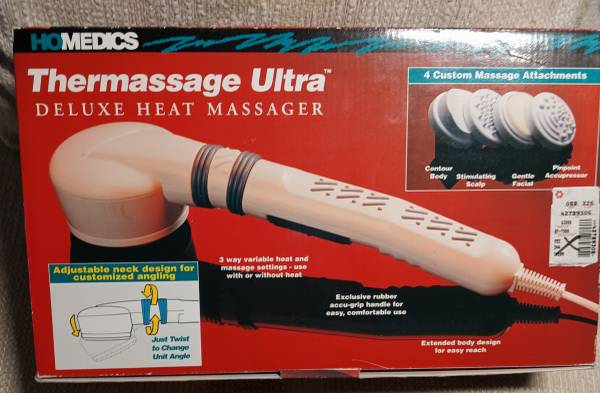 HOMEDICS
Thermassage Ultra™
DELUXE HEAT MASSAGER
4 Custom Massage Attachments
Contour
Body
Stimulating
Scalp
Gentle
Facial
Pinpoint
Accupressor
3 way variable heat and
massage settings - use
with or without heat
Exclusive rubber
accu-grip handle for
easy, comfortable use
Extended body design
for easy reach
Adjustable neck design for
customized angling
Just Twist
to Change
Unit Angle